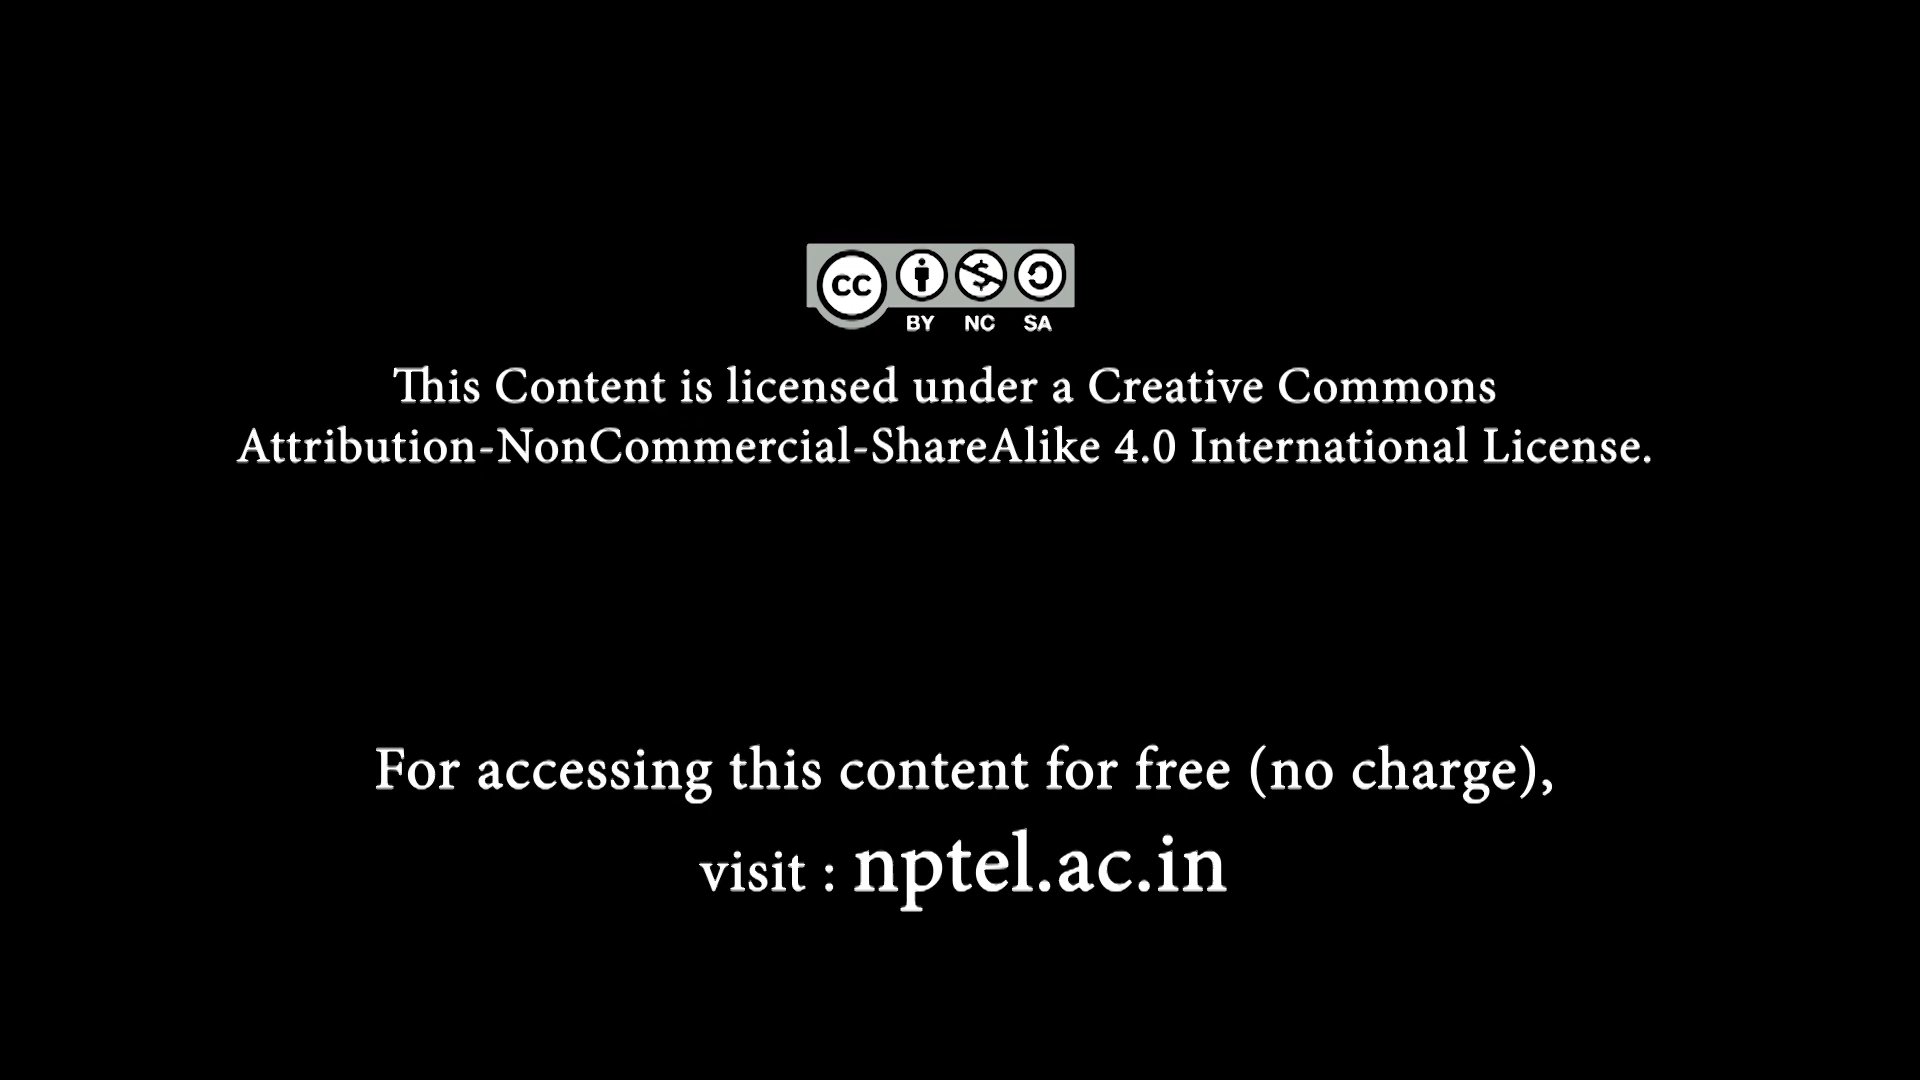 cc
BY NC SA
This Content is licensed under a Creative Commons
Attribution-NonCommercial-ShareAlike 4.0 International License.
For accessing this content for free (no charge),
visit : nptel.ac.in